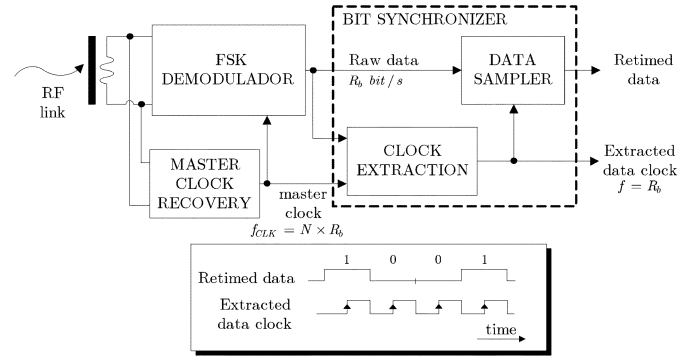 BIT SYNCHRONIZER
FSK
DEMODULADOR
Raw data
R_b bit/s
DATA
SAMPLER
Retimed
data
RF
link
MASTER
CLOCK
RECOVERY
CLOCK
EXTRACTION
Extracted
data clock
f = R_b
master
clock
f_CLK = N × R_b
1 0 0 1
Retimed data
Extracted
data clock
time